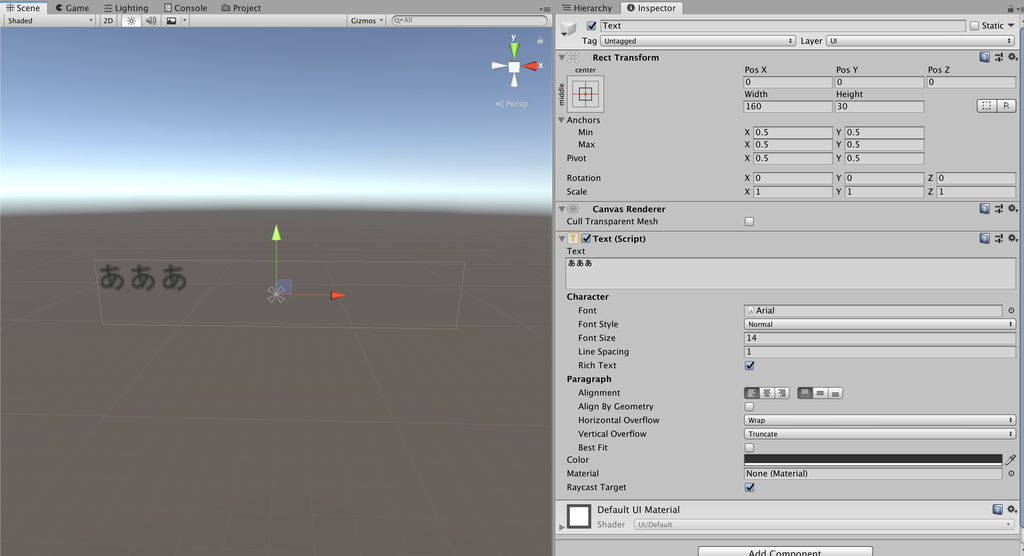 Scene Game Lighting Console Project
Shaded 2D Gizmos All
y
x
Persp
あああ
Hierarchy Inspector
Text Static
Tag Untagged Layer UI
Rect Transform
center
middle
Pos X Pos Y Pos Z
0 0 0
Width Height
160 30 R
Anchors
Min X 0.5 Y 0.5
Max X 0.5 Y 0.5
Pivot X 0.5 Y 0.5
Rotation X 0 Y 0 Z 0
Scale X 1 Y 1 Z 1
Canvas Renderer
Cull Transparent Mesh
Text (Script)
Text
あああ
Character
Font Arial
Font Style Normal
Font Size 14
Line Spacing 1
Rich Text
Paragraph
Alignment
Align By Geometry
Horizontal Overflow Wrap
Vertical Overflow Truncate
Best Fit
Color
Material None (Material)
Raycast Target
Default UI Material
Shader UI/Default
Add Component